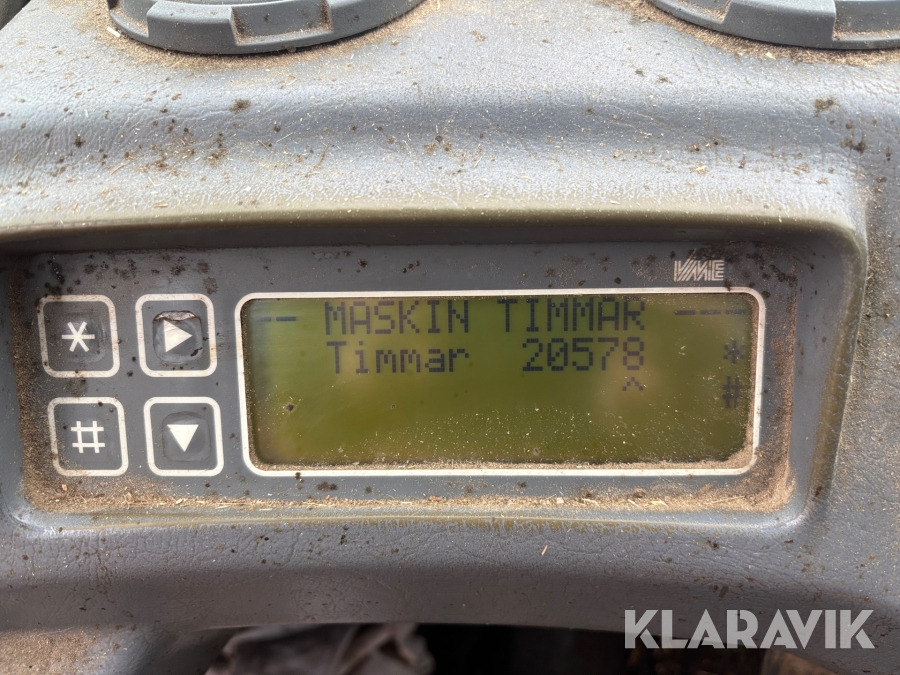 VME
-- MASKIN TIMMAR ---
Timmar 20578 *
^ #
* ▶
# ▼
KLARAVIK